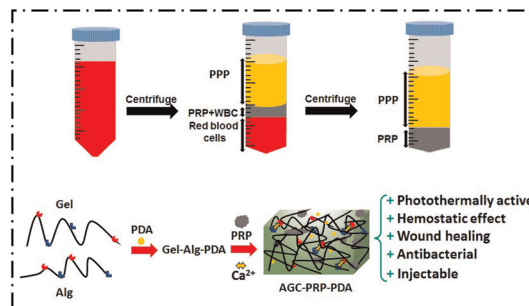 PPP
Centrifuge
PRP+WBC
Red blood
cells
Centrifuge
PPP
PRP
Gel
Alg
PDA
Gel-Alg-PDA
PRP
Ca²⁺
AGC-PRP-PDA
+ Photothermally active
+ Hemostatic effect
+ Wound healing
+ Antibacterial
+ Injectable